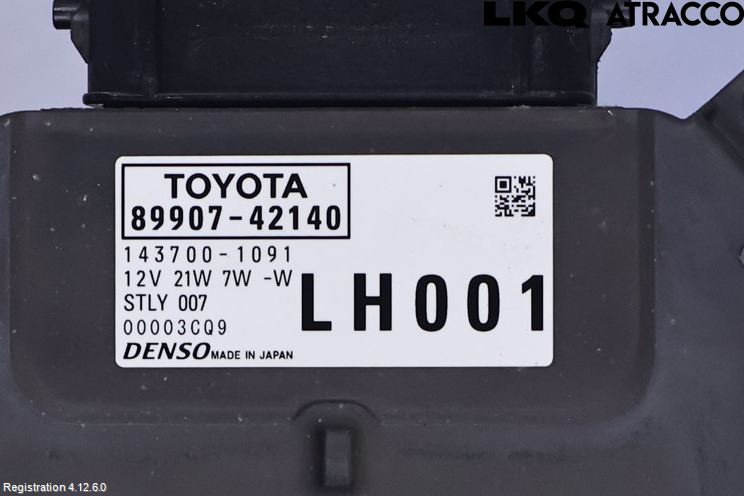 LKQ ATRACCO
TOYOTA
89907-42140
143700-1091
12V 21W 7W -W
STLY 007
00003CQ9
LH001
DENSO MADE IN JAPAN
Registration 4.12.6.0